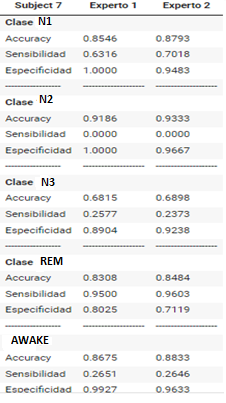 Subject 7 Experto 1 Experto 2
Clase N1
Accuracy 0.8546 0.8793
Sensibilidad 0.6316 0.7018
Especificidad 1.0000 0.9483
------------------ ------------------ ------------------
Clase N2
Accuracy 0.9186 0.9333
Sensibilidad 0.0000 0.0000
Especificidad 1.0000 0.9667
------------------ ------------------ ------------------
Clase N3
Accuracy 0.6815 0.6898
Sensibilidad 0.2577 0.2373
Especificidad 0.8904 0.9238
------------------ ------------------ ------------------
Clase REM
Accuracy 0.8308 0.8484
Sensibilidad 0.9500 0.9603
Especificidad 0.8025 0.7119
------------------ ------------------ ------------------
AWAKE
Accuracy 0.8675 0.8833
Sensibilidad 0.2651 0.2646
Especificidad 0.9927 0.9633